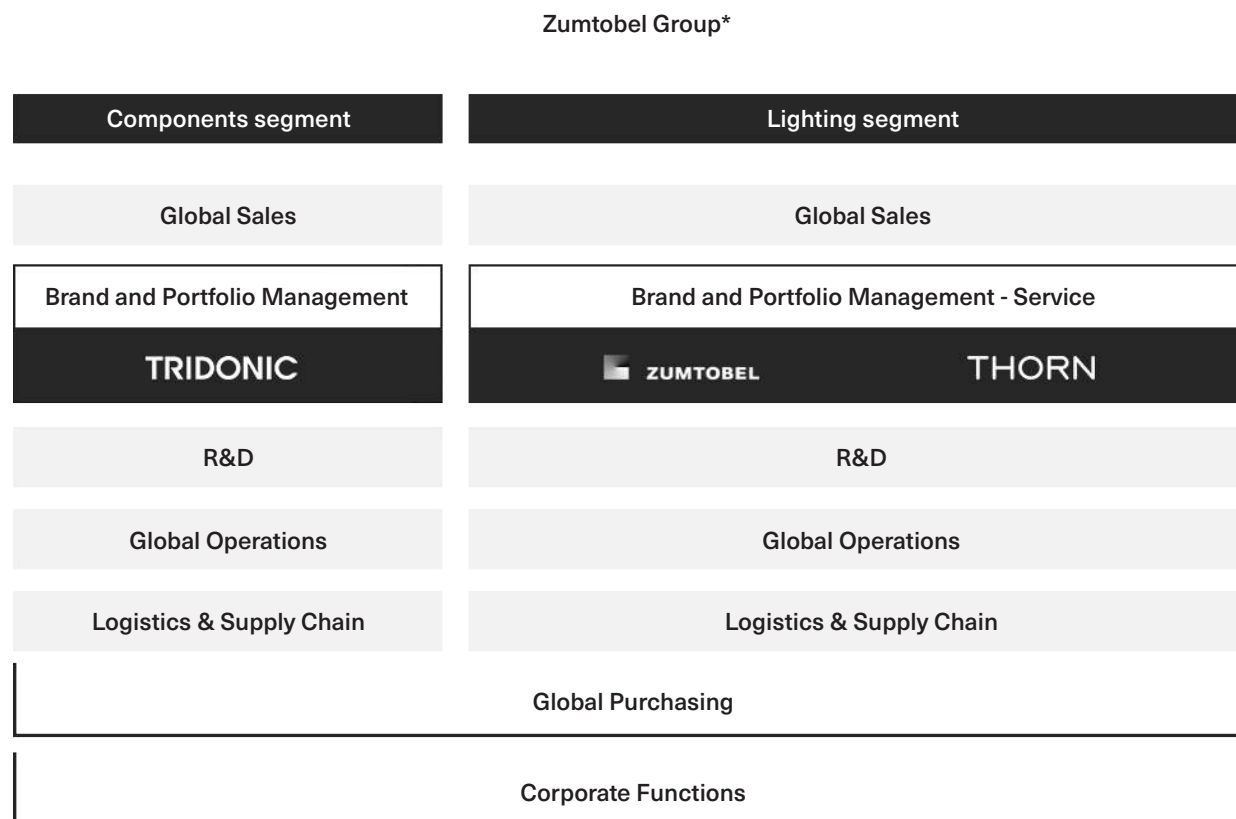 Zumtobel Group*
Components segment
Lighting segment
Global Sales
Global Sales
Brand and Portfolio Management
Brand and Portfolio Management - Service
TRIDONIC
ZUMTOBEL
THORN
R&D
R&D
Global Operations
Global Operations
Logistics & Supply Chain
Logistics & Supply Chain
Global Purchasing
Corporate Functions